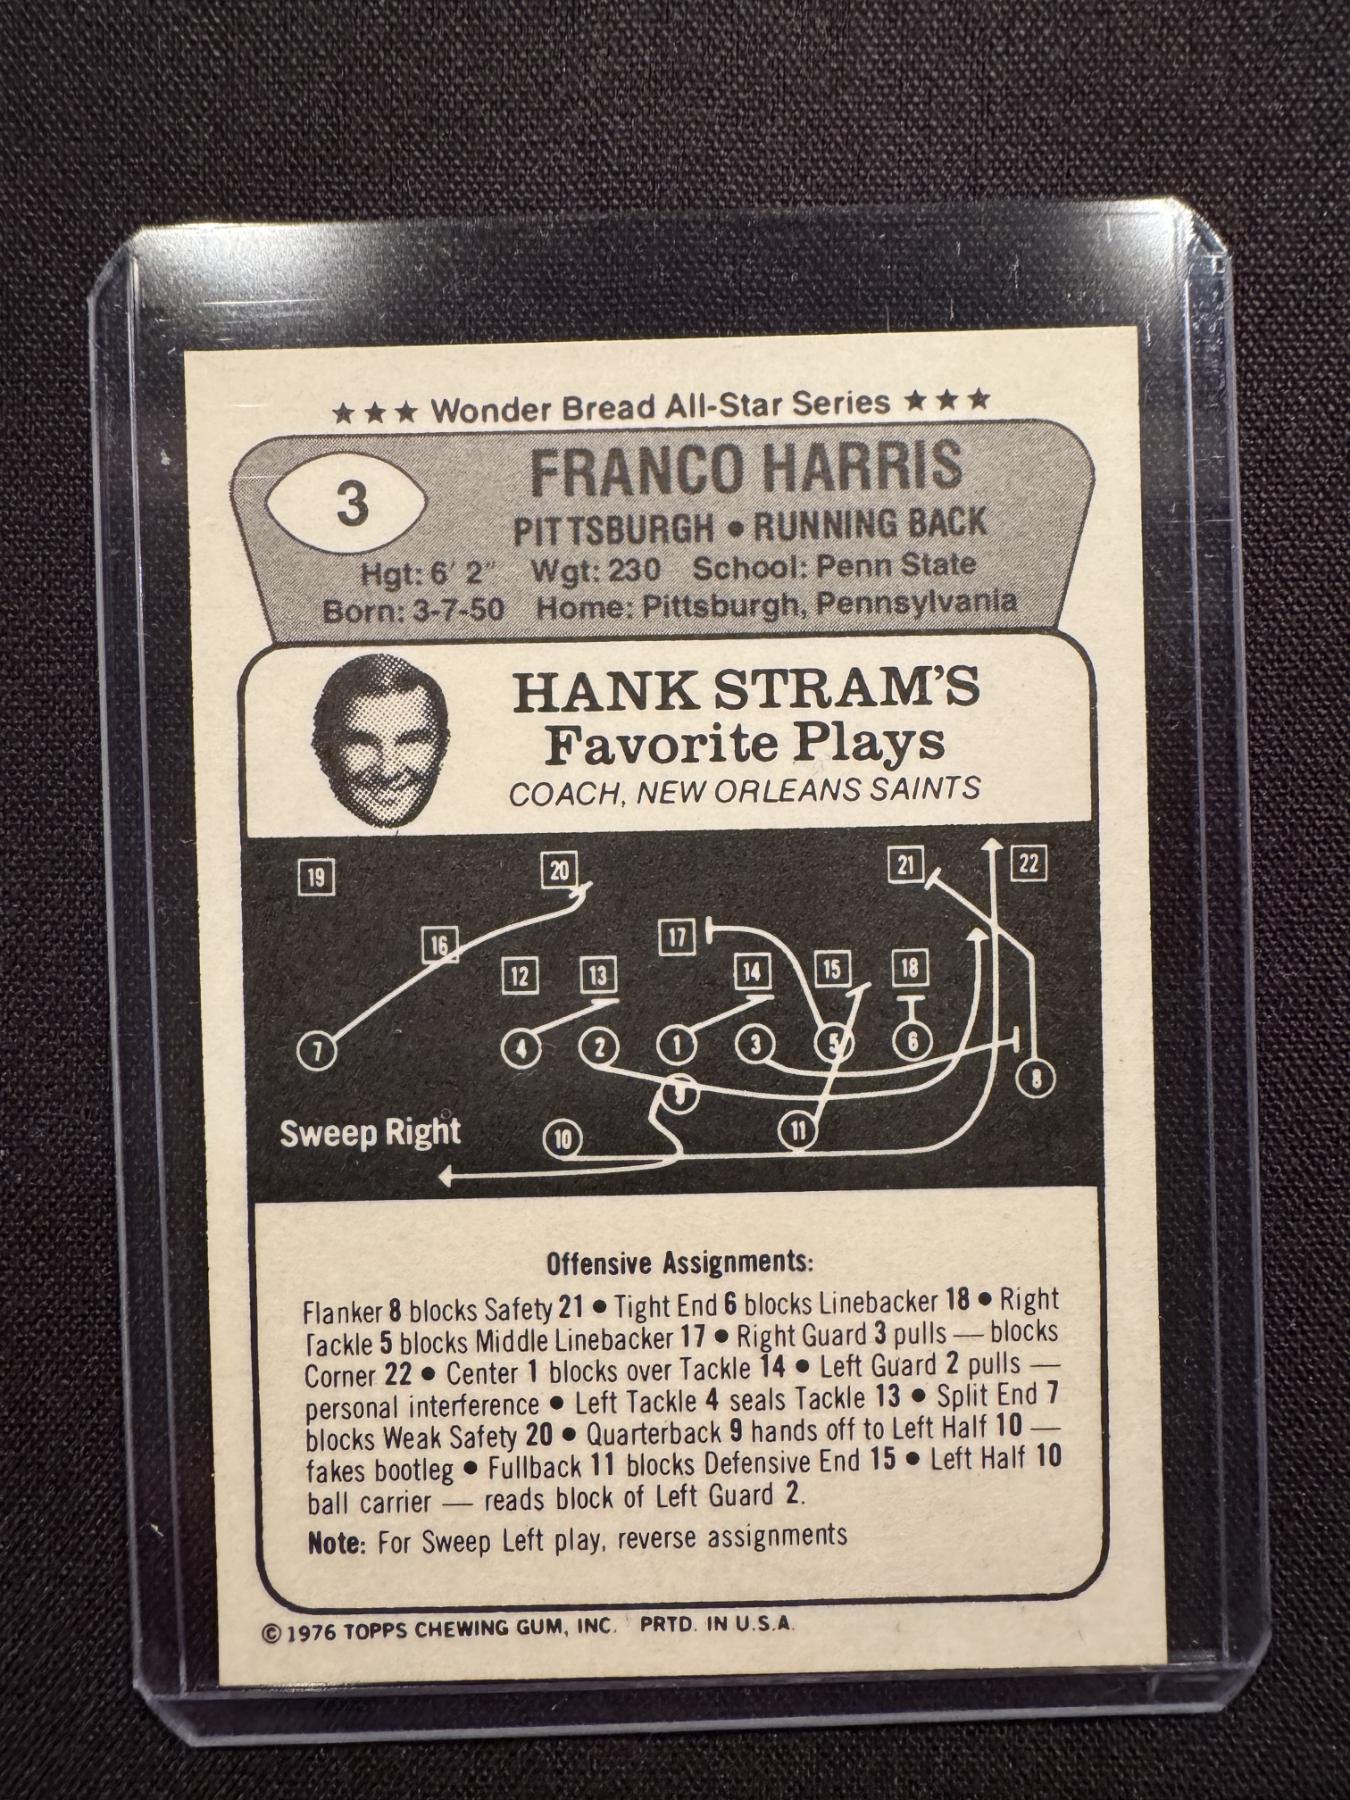 ★★★ Wonder Bread All-Star Series ★★★
3
FRANCO HARRIS
PITTSBURGH • RUNNING BACK
Hgt: 6' 2" Wgt: 230 School: Penn State
Born: 3-7-50 Home: Pittsburgh, Pennsylvania
HANK STRAM'S
Favorite Plays
COACH, NEW ORLEANS SAINTS
19 20 21 22
16 17
12 13 14 15 18
7 4 2 1 3 5 6
9 8
Sweep Right 10 11
Offensive Assignments:
Flanker 8 blocks Safety 21 • Tight End 6 blocks Linebacker 18 • Right
Tackle 5 blocks Middle Linebacker 17 • Right Guard 3 pulls — blocks
Corner 22 • Center 1 blocks over Tackle 14 • Left Guard 2 pulls —
personal interference • Left Tackle 4 seals Tackle 13 • Split End 7
blocks Weak Safety 20 • Quarterback 9 hands off to Left Half 10 —
fakes bootleg • Fullback 11 blocks Defensive End 15 • Left Half 10
ball carrier — reads block of Left Guard 2.
Note: For Sweep Left play, reverse assignments
© 1976 TOPPS CHEWING GUM, INC. PRTD. IN U.S.A.